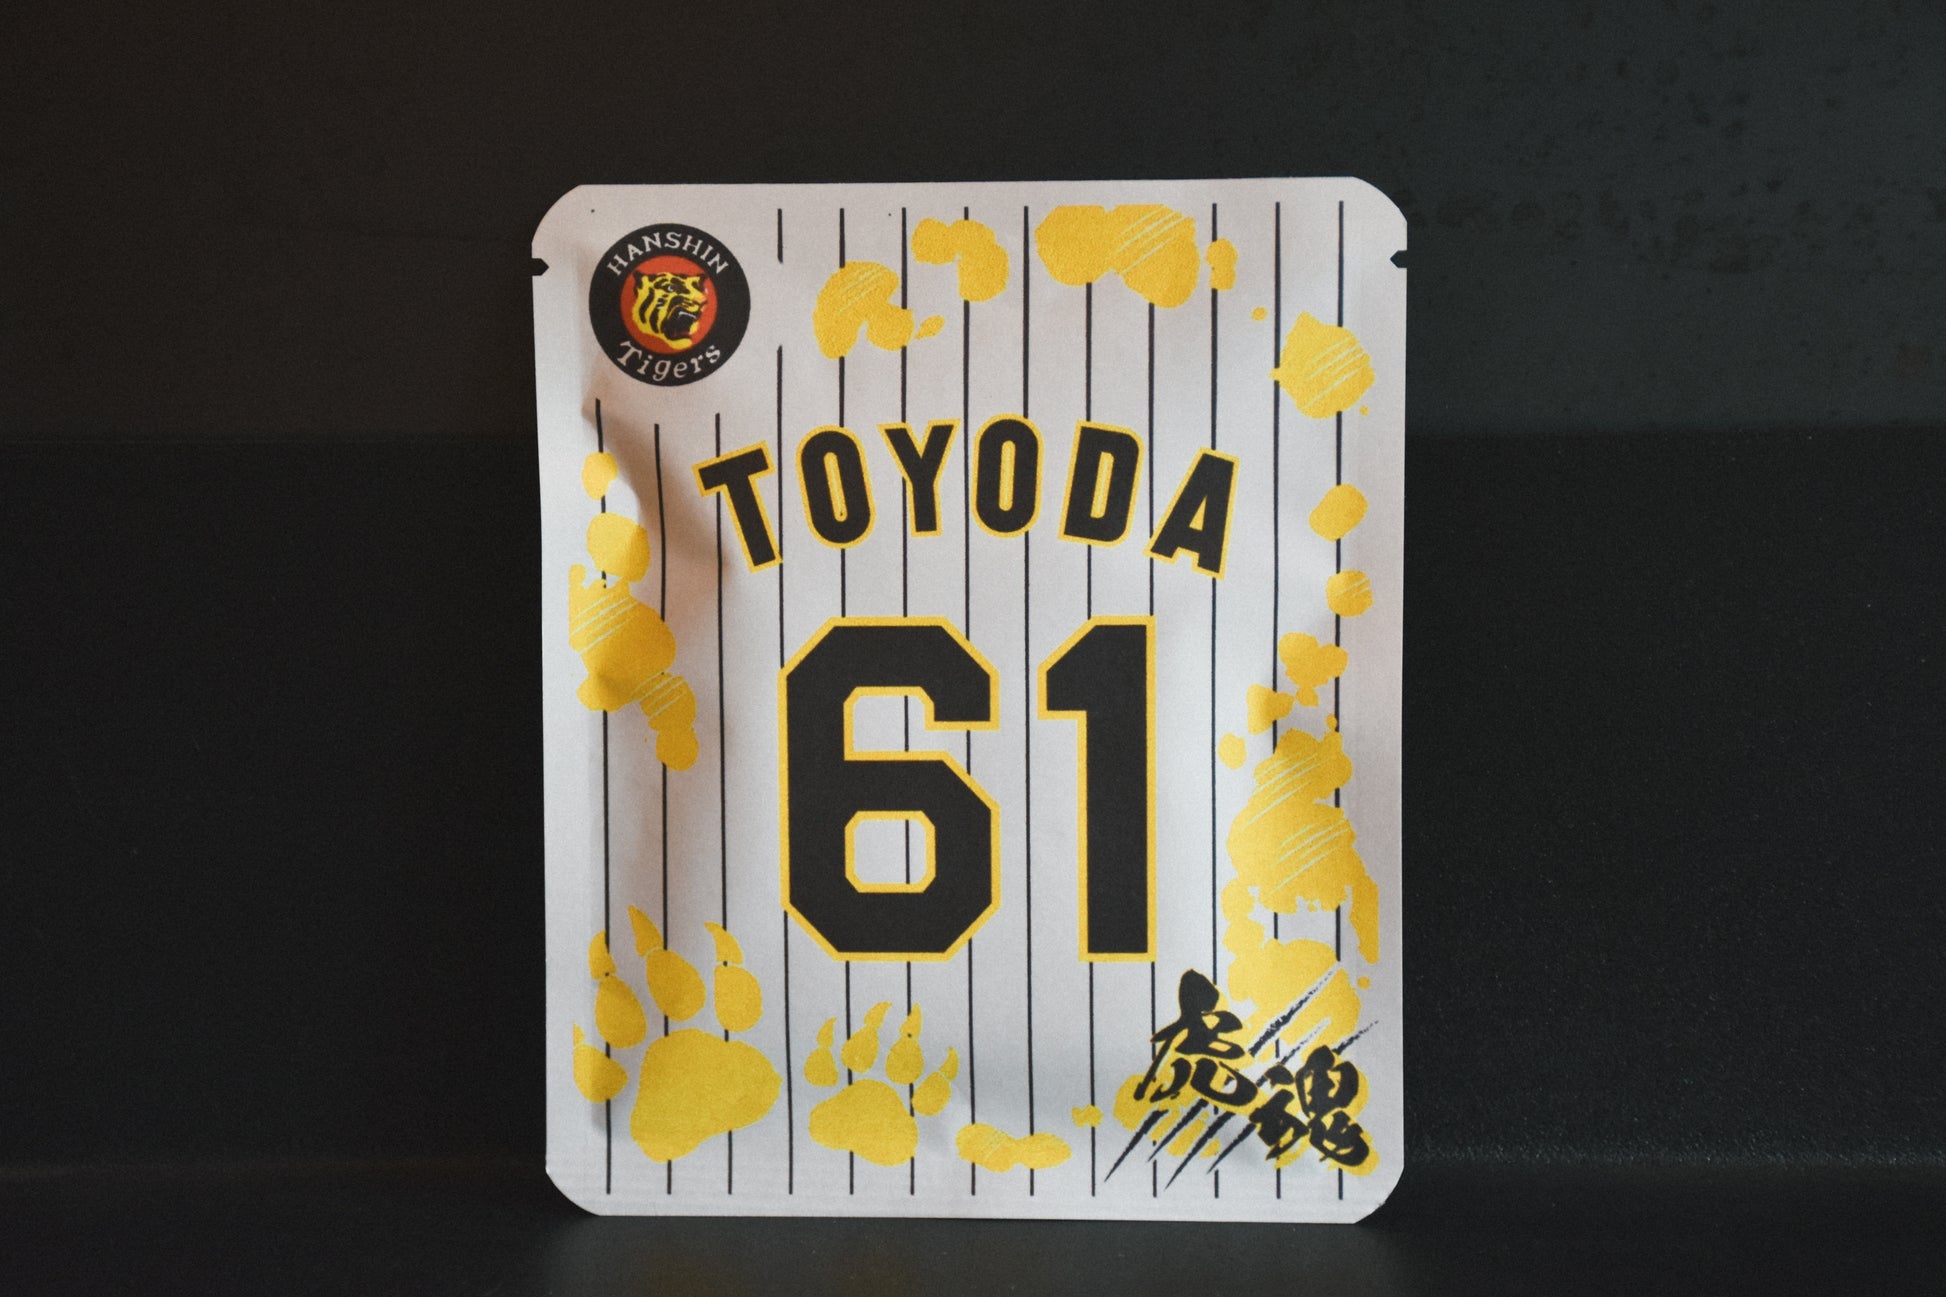 HANSHIN
Tigers
TOYODA
61
虎魂